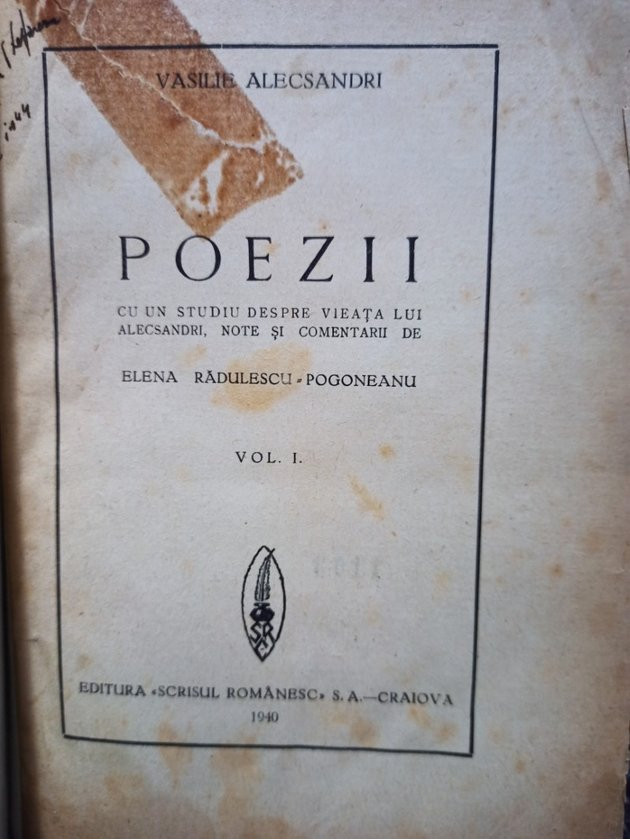 VASILIE ALECSANDRI
POEZII
CU UN STUDIU DESPRE VIEAȚA LUI
ALECSANDRI, NOTE ȘI COMENTARII DE
ELENA RĂDULESCU-POGONEANU
VOL. I.
SR
EDITURA «SCRISUL ROMÂNESC» S. A.—CRAIOVA
1940